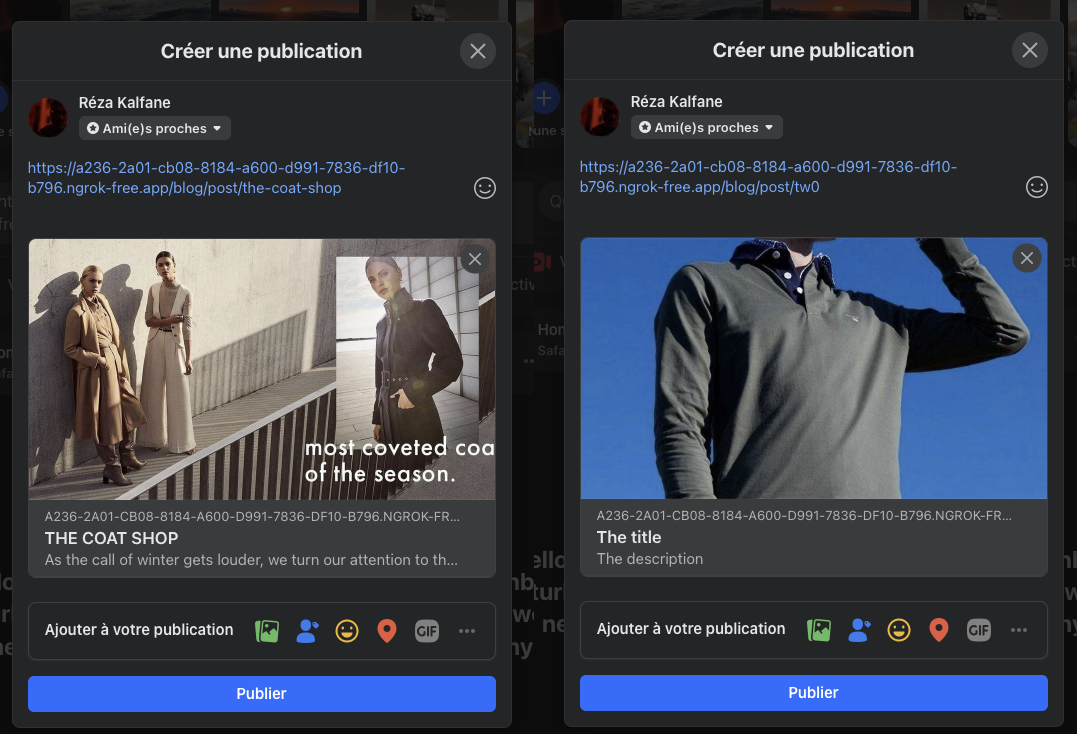 Créer une publication
Réza Kalfane
Ami(e)s proches
https://a236-2a01-cb08-8184-a600-d991-7836-df10-
b796.ngrok-free.app/blog/post/the-coat-shop
most coveted coa
of the season.
A236-2A01-CB08-8184-A600-D991-7836-DF10-B796.NGROK-FR...
THE COAT SHOP
As the call of winter gets louder, we turn our attention to th...
Ajouter à votre publication
GIF
Publier
Créer une publication
Réza Kalfane
Ami(e)s proches
https://a236-2a01-cb08-8184-a600-d991-7836-df10-
b796.ngrok-free.app/blog/post/tw0
A236-2A01-CB08-8184-A600-D991-7836-DF10-B796.NGROK-FR...
The title
The description
Ajouter à votre publication
GIF
Publier